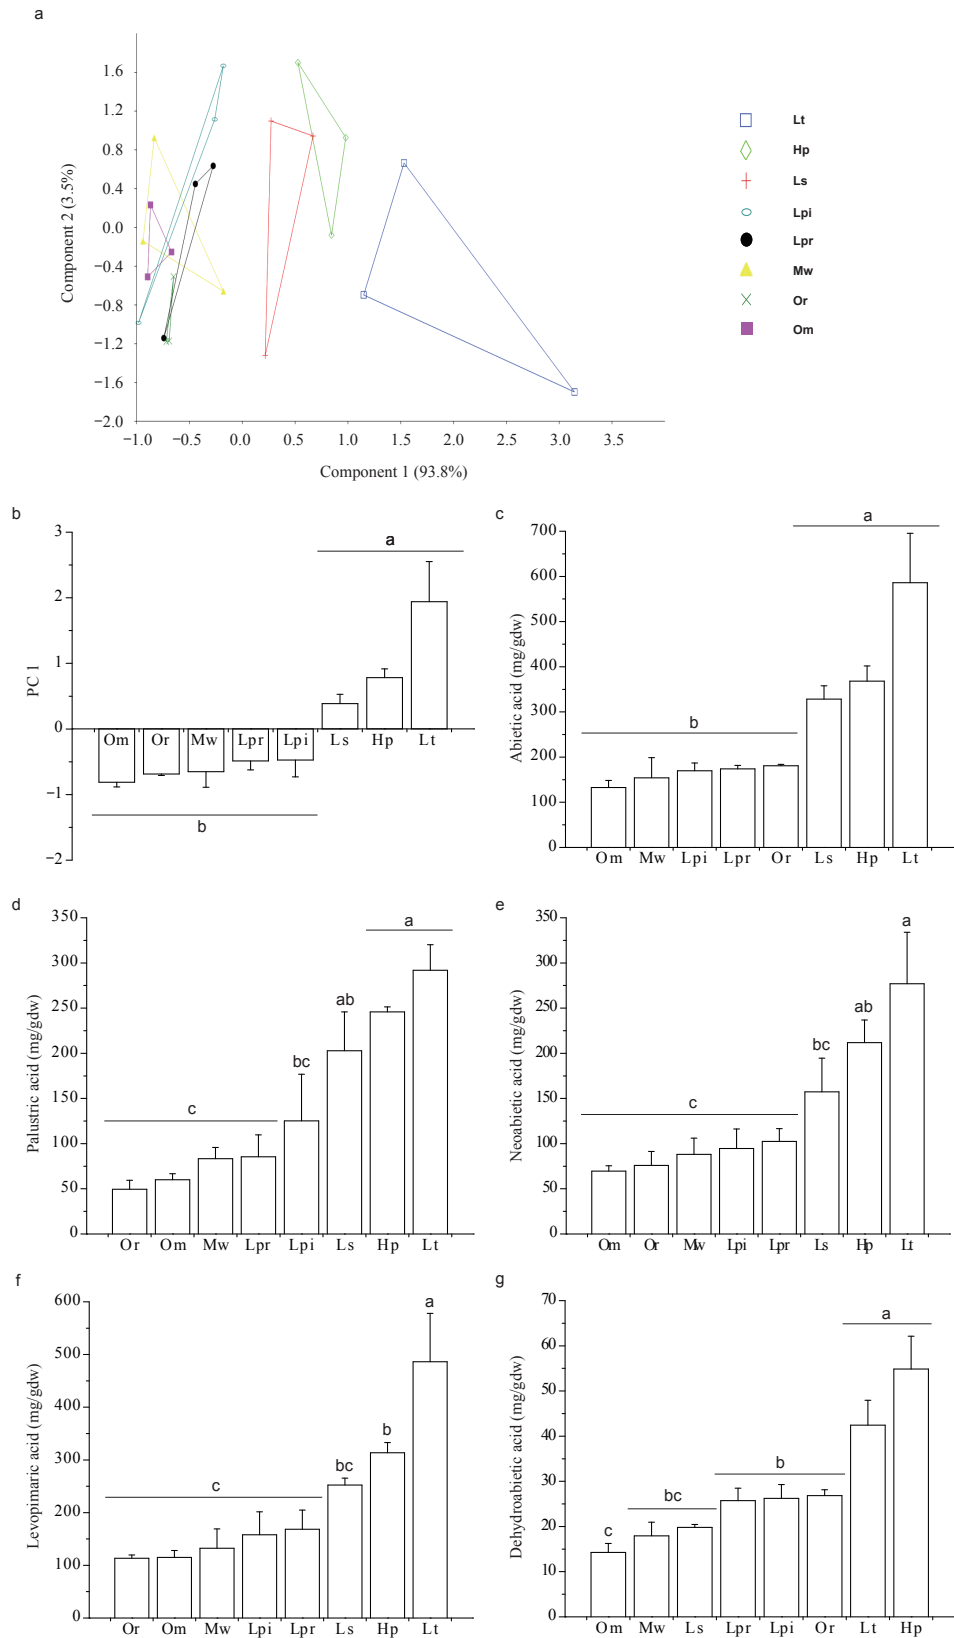 a
1.6
1.2
0.8
0.4
0.0
−0.4
−0.8
−1.2
−1.6
−2.0
Component 2 (3.5%)
−1.0 −0.5 0.0 0.5 1.0 1.5 2.0 2.5 3.0 3.5
Component 1 (93.8%)
Lt
Hp
Ls
Lpi
Lpr
Mw
Or
Om
b
3
2
1
0
−1
−2
PC 1
a
Om Or Mw Lpr Lpi Ls Hp Lt
b
c
700
600
500
400
300
200
100
0
Abietic acid (mg/gdw)
a
b
Om Mw Lpi Lpr Or Ls Hp Lt
d
350
300
250
200
150
100
50
0
Palustric acid (mg/gdw)
a
ab
bc
c
Or Om Mw Lpr Lpi Ls Hp Lt
e
350
300
250
200
150
100
50
0
Neoabietic acid (mg/gdw)
a
ab
bc
c
Om Or Mw Lpi Lpr Ls Hp Lt
f
600
500
400
300
200
100
0
Levopimaric acid (mg/gdw)
a
b
bc
c
Or Om Mw Lpi Lpr Ls Hp Lt
g
70
60
50
40
30
20
10
0
Dehydroabietic acid (mg/gdw)
a
b
bc
c
Om Mw Ls Lpr Lpi Or Lt Hp